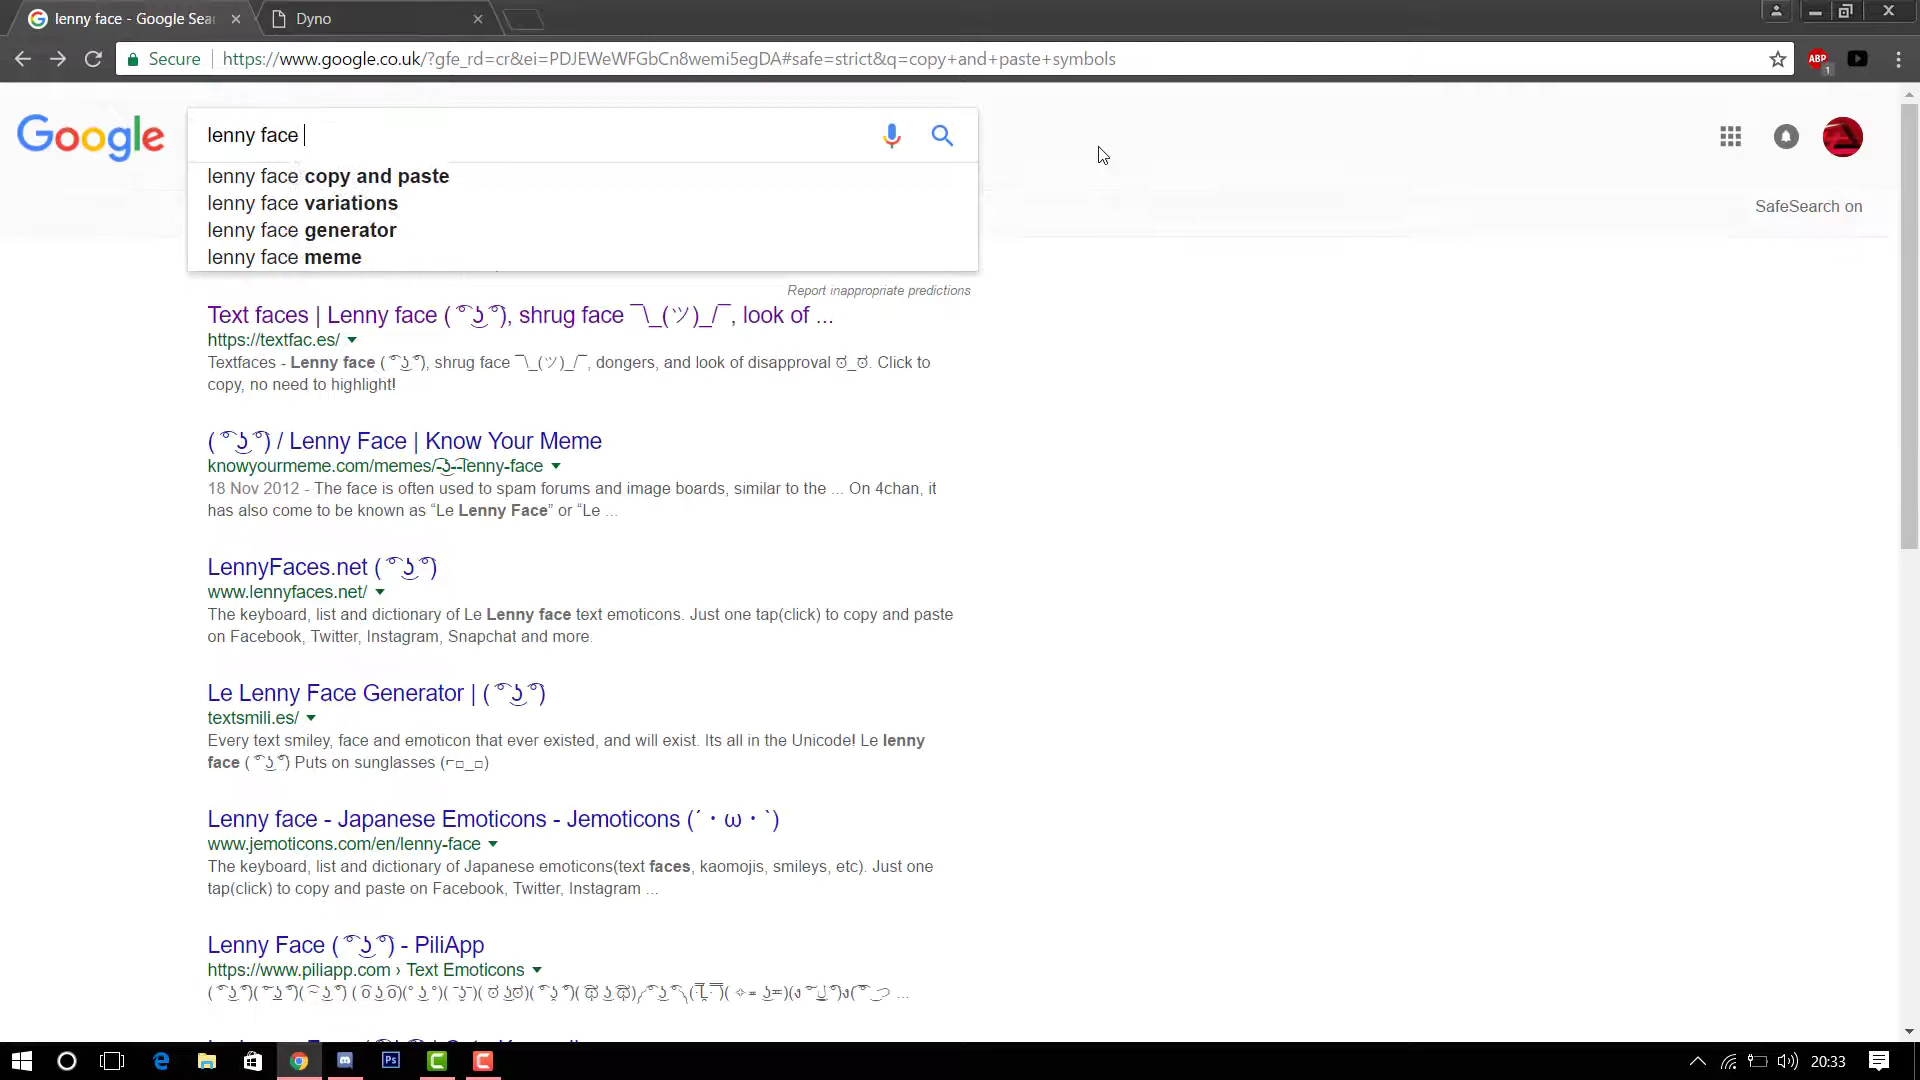 lenny face - Google Sea
Dyno
Secure
https://www.google.co.uk/?gfe_rd=cr&ei=PDJEWeWFGbCn8wemi5egDA#safe=strict&q=copy+and+paste+symbols
ABP
1
Google
lenny face
lenny face copy and paste
lenny face variations
lenny face generator
lenny face meme
SafeSearch on
Report inappropriate predictions
Text faces | Lenny face ( ͡° ͜ʖ ͡°), shrug face ¯\_(ツ)_/¯, look of ...
https://textfac.es/
Textfaces - Lenny face ( ͡° ͜ʖ ͡°), shrug face ¯\_(ツ)_/¯, dongers, and look of disapproval ಠ_ಠ. Click to
copy, no need to highlight!
( ͡° ͜ʖ ͡°) / Lenny Face | Know Your Meme
knowyourmeme.com/memes/-͜ʖ-͡-lenny-face
18 Nov 2012 - The face is often used to spam forums and image boards, similar to the ... On 4chan, it
has also come to be known as “Le Lenny Face” or “Le ...
LennyFaces.net ( ͡° ͜ʖ ͡°)
www.lennyfaces.net/
The keyboard, list and dictionary of Le Lenny face text emoticons. Just one tap(click) to copy and paste
on Facebook, Twitter, Instagram, Snapchat and more.
Le Lenny Face Generator | ( ͡° ͜ʖ ͡°)
textsmili.es/
Every text smiley, face and emoticon that ever existed, and will exist. Its all in the Unicode! Le lenny
face ( ͡° ͜ʖ ͡°) Puts on sunglasses (⌐□_□)
Lenny face - Japanese Emoticons - Jemoticons (´・ω・`)
www.jemoticons.com/en/lenny-face
The keyboard, list and dictionary of Japanese emoticons(text faces, kaomojis, smileys, etc). Just one
tap(click) to copy and paste on Facebook, Twitter, Instagram ...
Lenny Face ( ͡° ͜ʖ ͡°) - PiliApp
https://www.piliapp.com › Text Emoticons
Ps
20:33